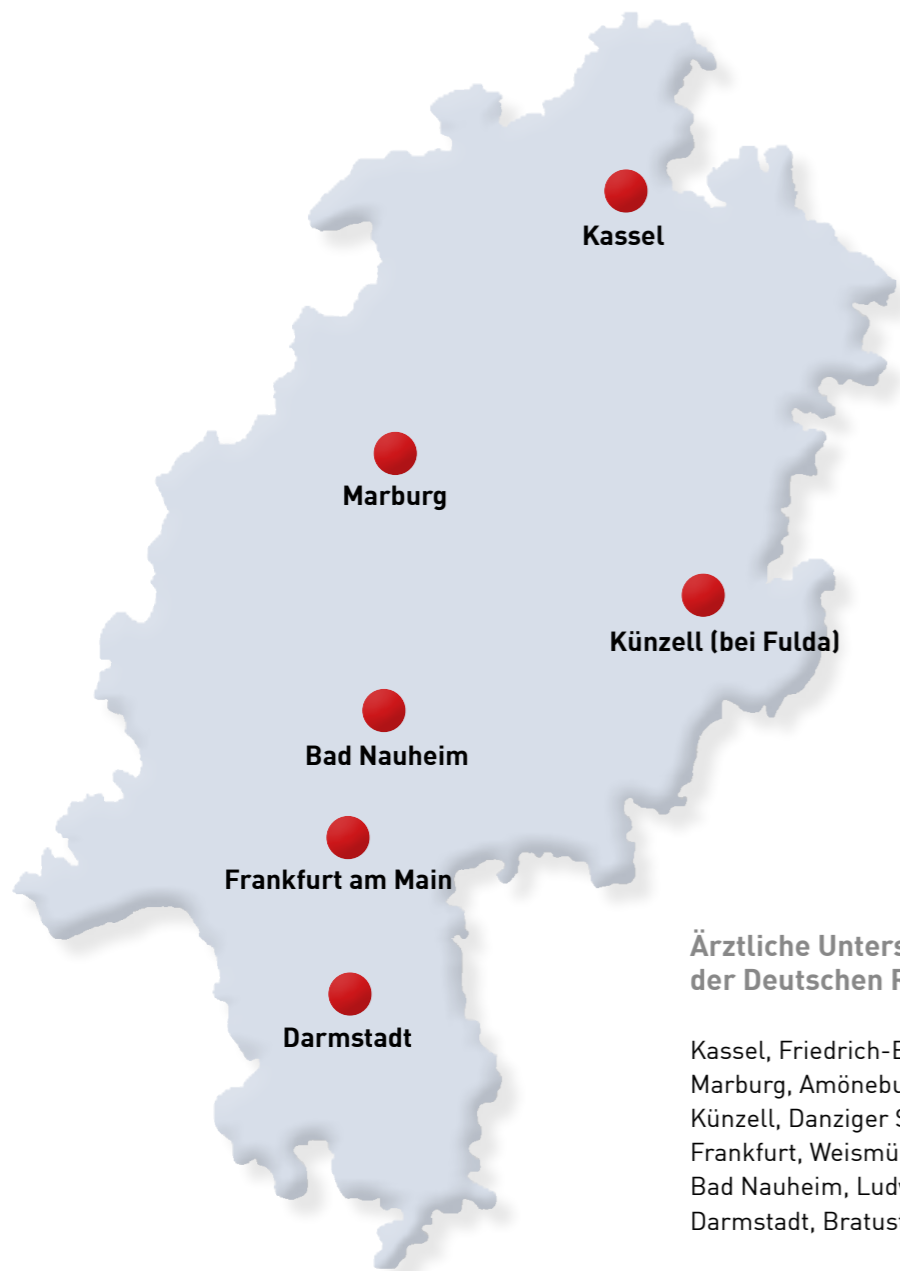 Kassel
Marburg
Künzell (bei Fulda)
Bad Nauheim
Frankfurt am Main
Darmstadt
Ärztliche Unters
der Deutschen
Kassel, Friedrich-E
Marburg, Amönebu
Künzell, Danziger S
Frankfurt, Weismü
Bad Nauheim, Ludw
Darmstadt, Bratust